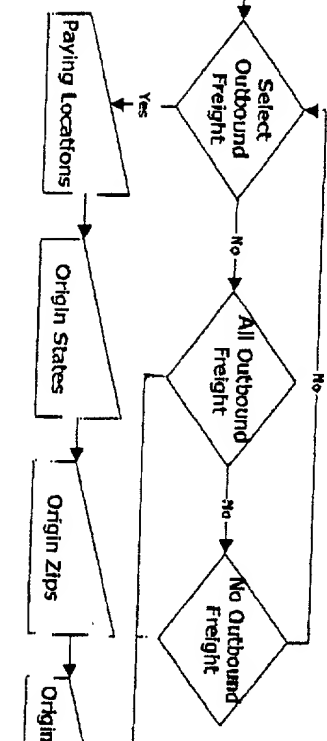 Select
Outbound
Freight
Yes
No
All Outbound
Freight
No
No Outbound
Freight
No
Paying Locations
Origin States
Origin Zips
Origin